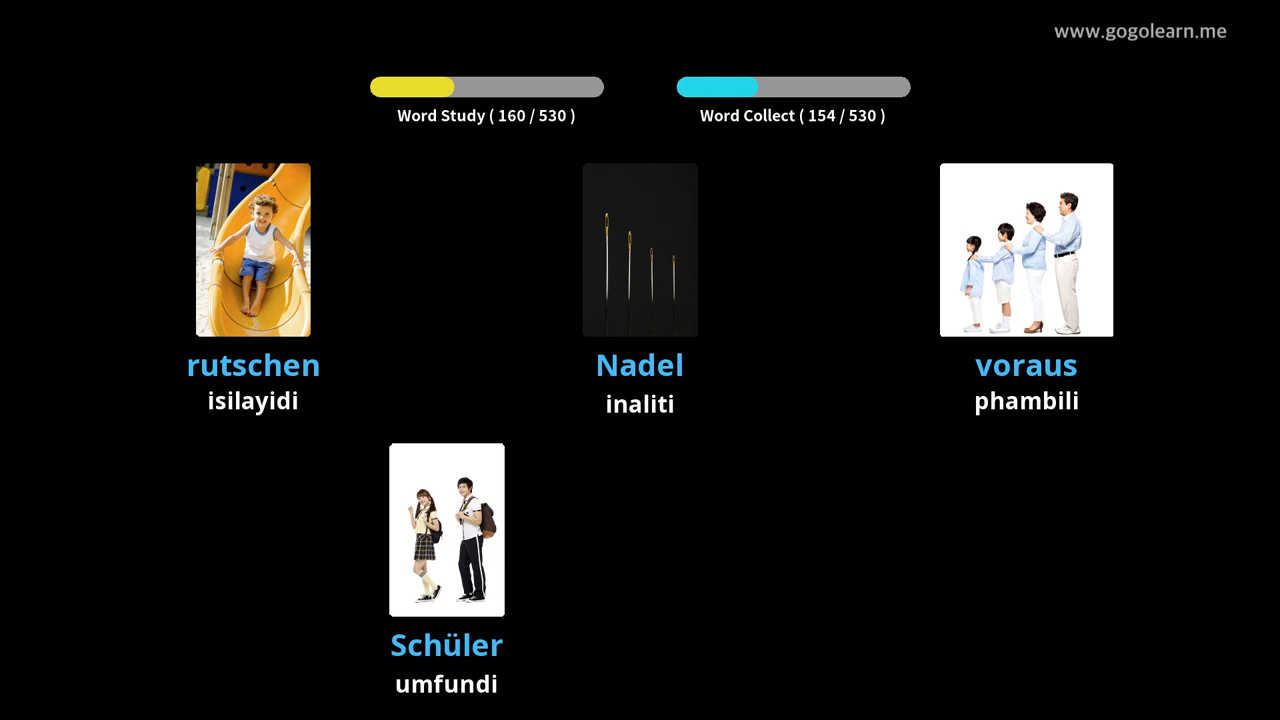 www.gogolearn.me
Word Study ( 160 / 530 )
Word Collect ( 154 / 530 )
rutschen
isilayidi
Nadel
inaliti
voraus
phambili
Schüler
umfundi